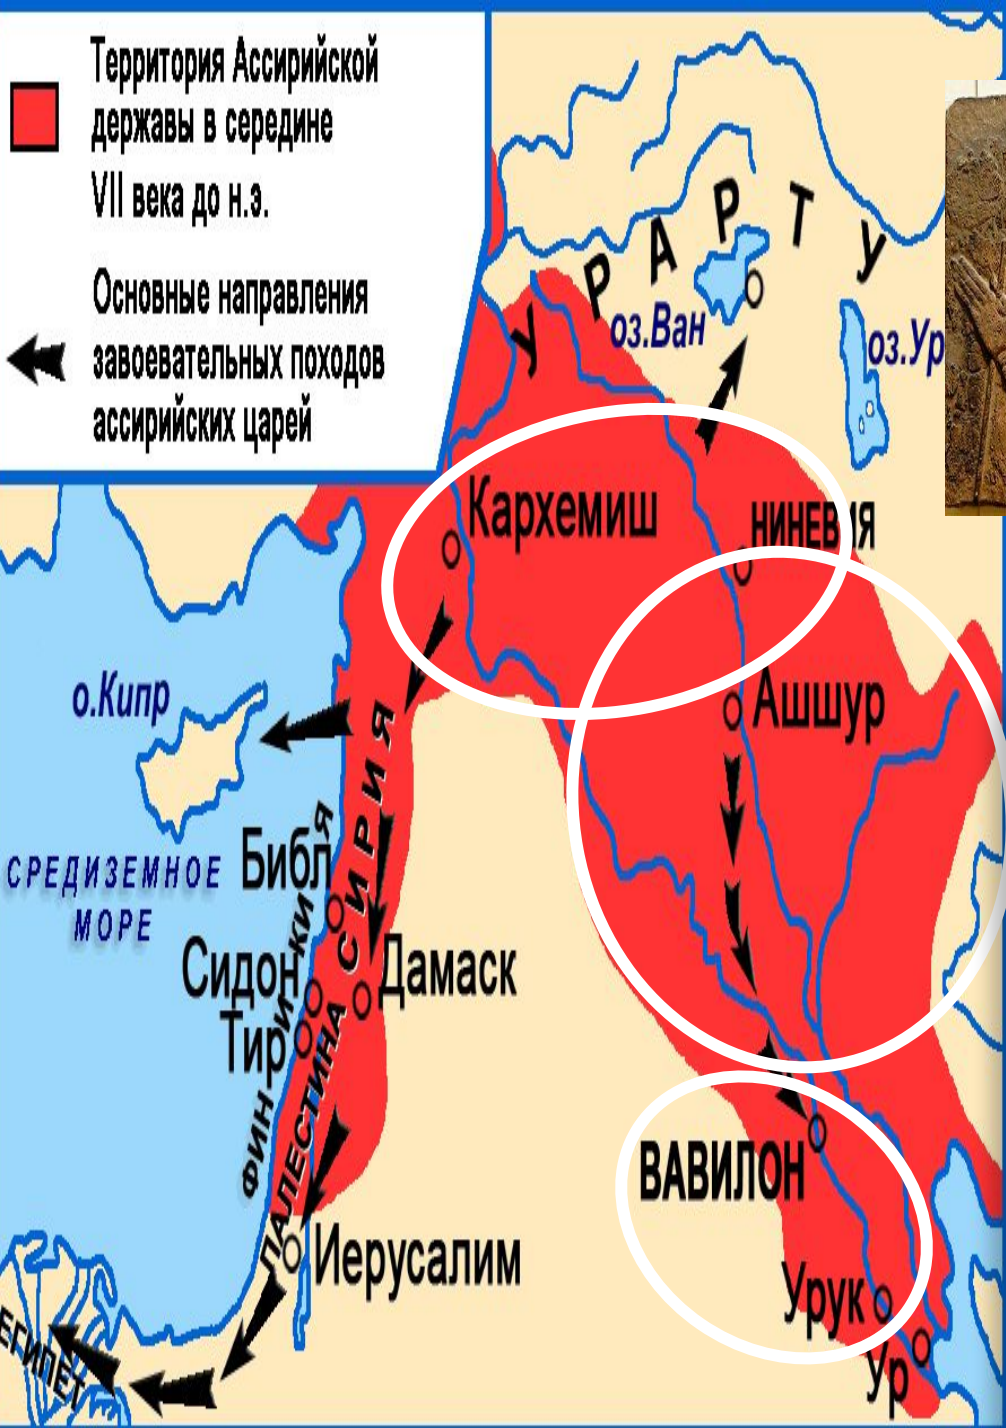 Территория Ассирийской
державы в середине
VII века до н.э.
Основные направления
завоевательных походов
ассирийских царей
УРАРТУ
оз.Ван
оз.Ур
Кархемиш
НИНЕВИЯ
Ашшур
о.Кипр
СРЕДИЗЕМНОЕ
МОРЕ
Библ
СИРИЯ
Сидон
Дамаск
Тир
ФИНИКИЯ
ПАЛЕСТИНА
ВАВИЛОН
Иерусалим
Урук
Ур
ЕГИПЕТ